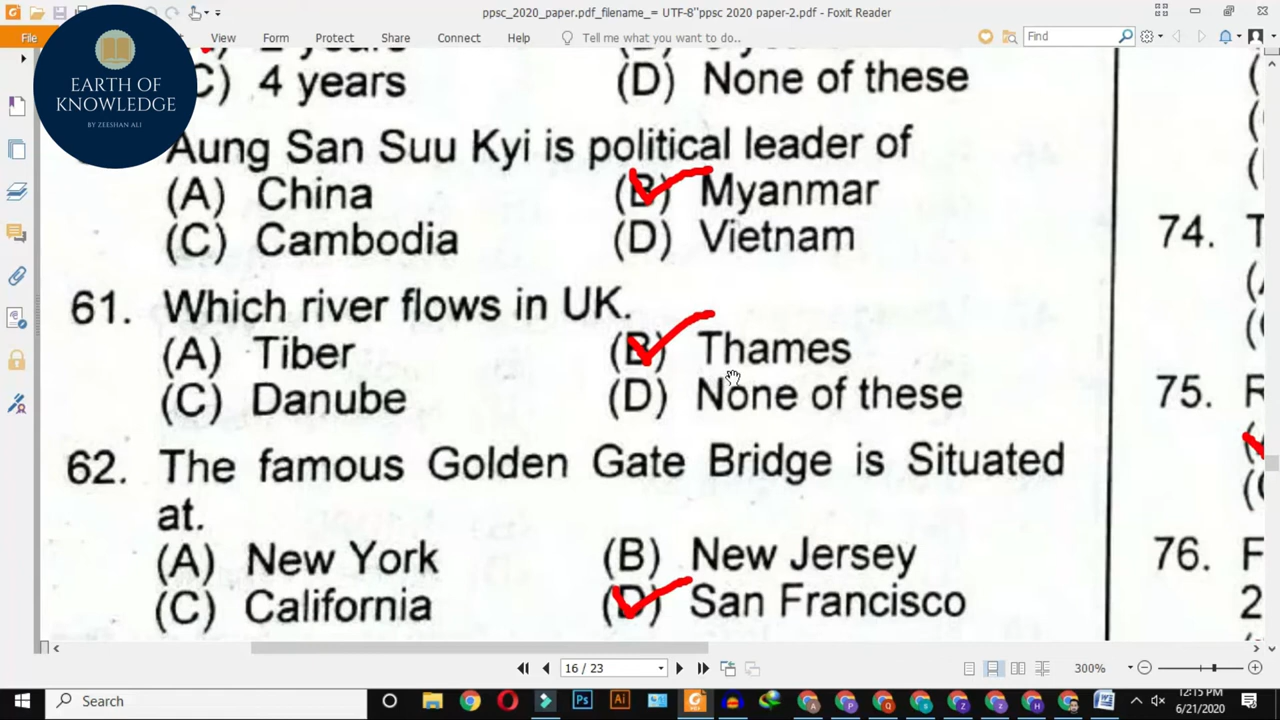 ppsc_2020_paper.pdf_filename_= UTF-8''ppsc 2020 paper-2.pdf - Foxit Reader
File
View
Form
Protect
Share
Connect
Help
Tell me what you want to do..
Find
EARTH OF
KNOWLEDGE
BY ZEESHAN ALI
4 years
(D) None of these
Aung San Suu Kyi is political leader of
(A) China
(B) Myanmar
(C) Cambodia
(D) Vietnam
61. Which river flows in UK.
(A) Tiber
(B) Thames
(C) Danube
(D) None of these
62. The famous Golden Gate Bridge is Situated
at.
(A) New York
(B) New Jersey
(C) California
(D) San Francisco
74.
75.
76.
16 / 23
300%
Search
12:15 PM
6/21/2020